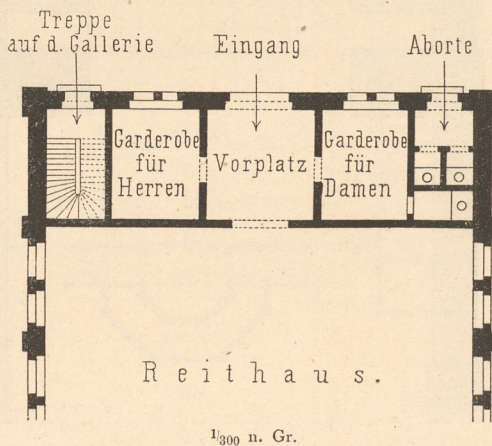 Treppe
auf d. Gallerie
Eingang
Aborte
Garderobe
für
Herren
Vorplatz
Garderobe
für
Damen
Reithaus.
1/300 n. Gr.